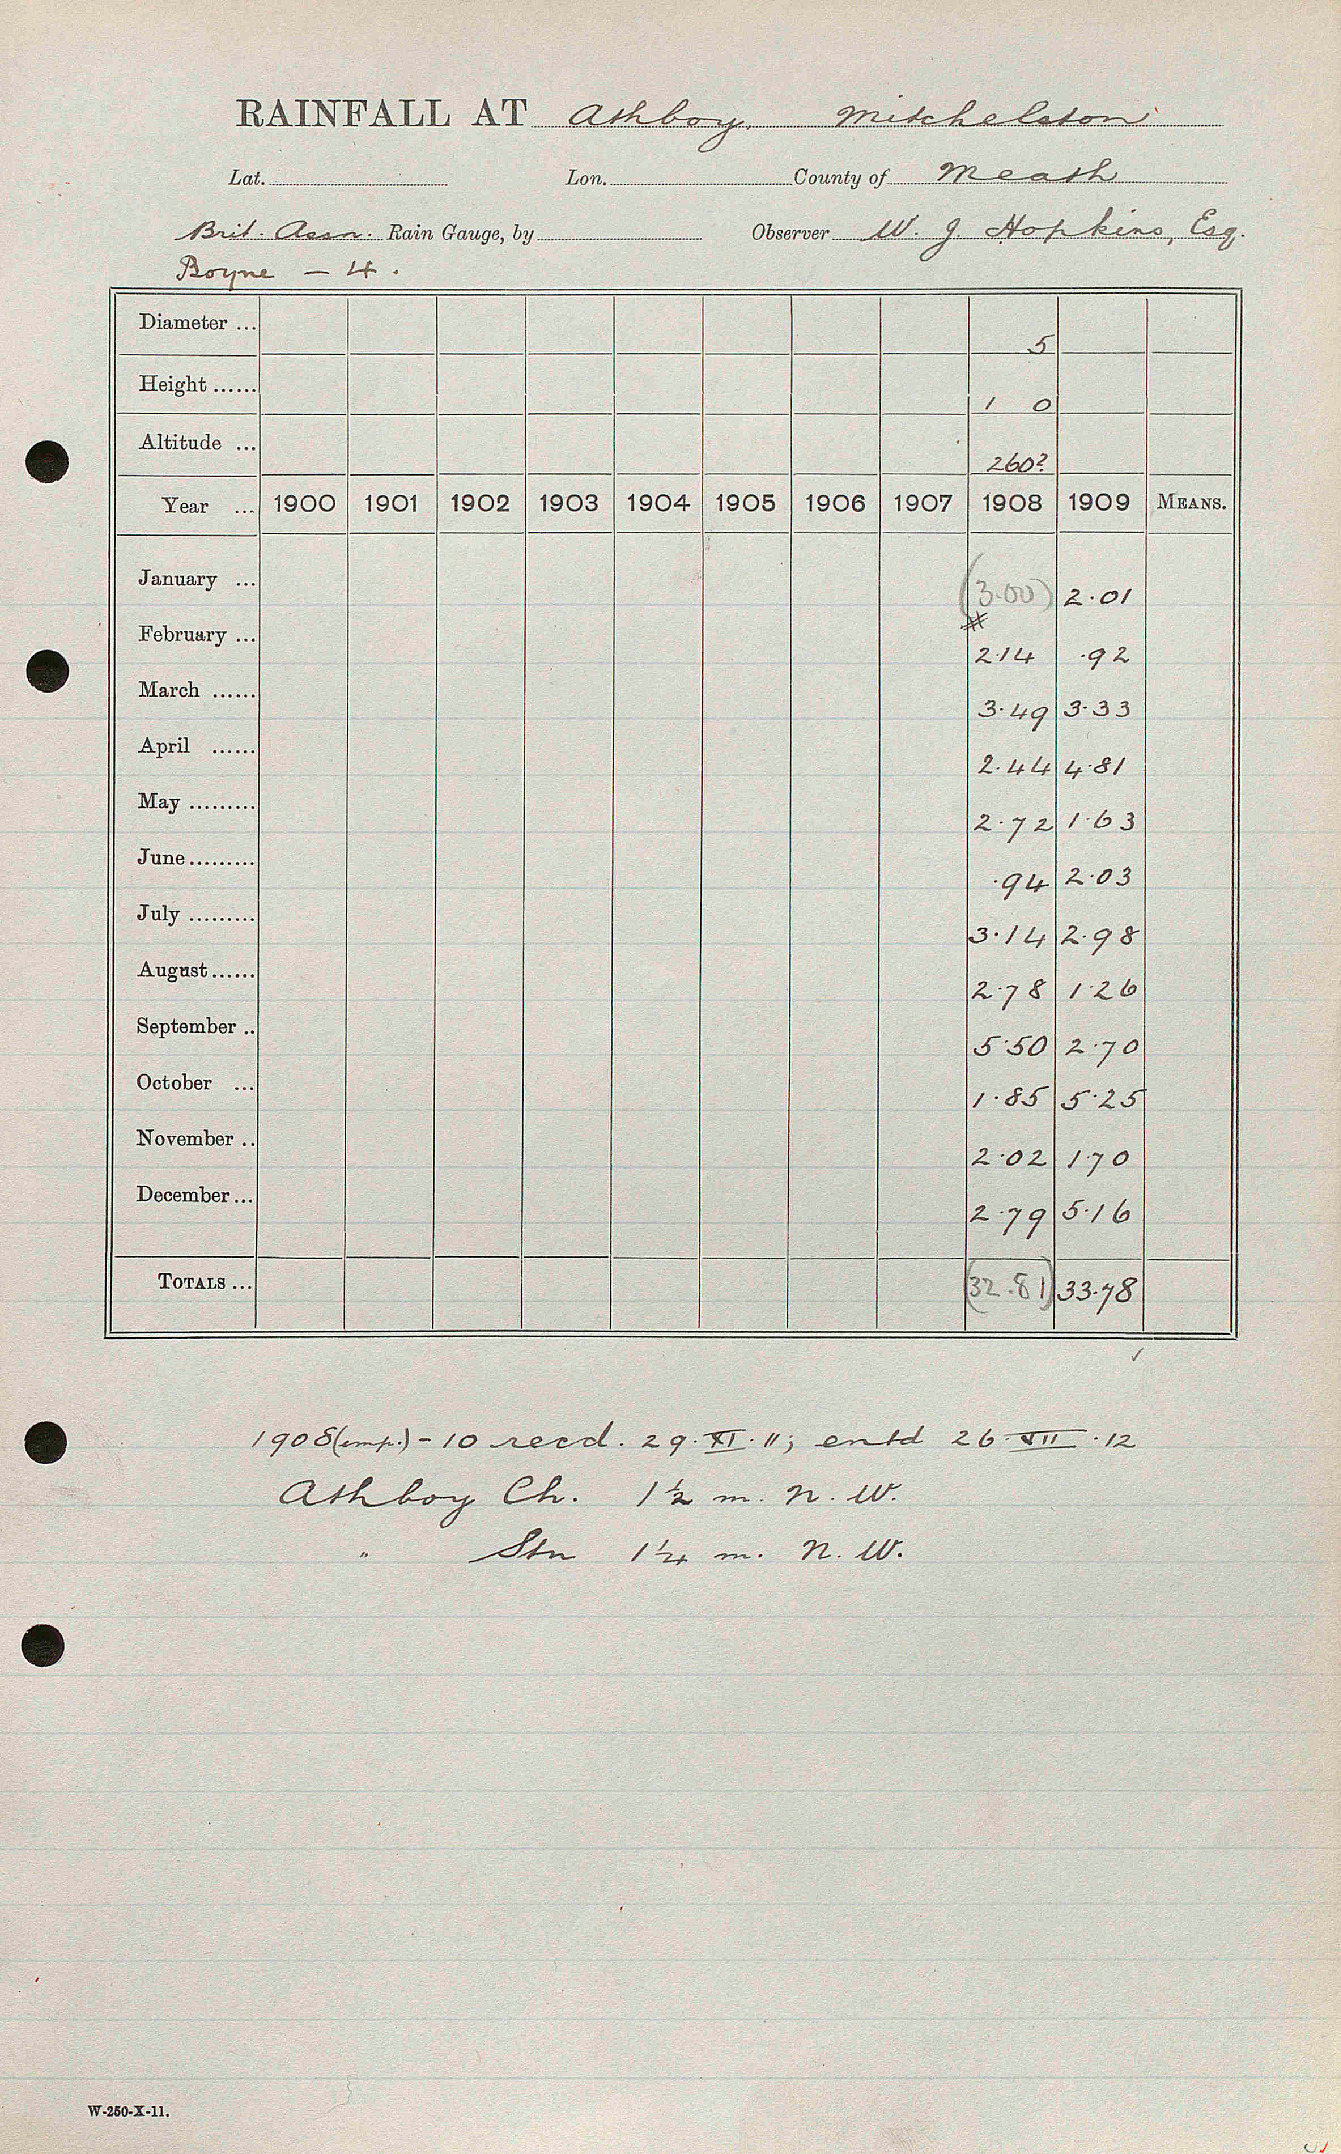 RAINFALL AT Athboy, Mitchelston
Lat. Lon. County of Meath
Brit. Assn. Rain Gauge, by Observer W. J. Hopkins, Esq.
Boyne — 4.
Diameter ... 5
Height ...... 1 0
Altitude ... 260?
Year ... 1900 1901 1902 1903 1904 1905 1906 1907 1908 1909 MEANS.
January ... (3.00) 2.01
February ... 2.14 .92
March ...... 3.49 3.33
April ...... 2.44 4.81
May ......... 2.72 1.63
June ......... .94 2.03
July ......... 3.14 2.98
August ...... 2.78 1.26
September .. 5.50 2.70
October ... 1.85 5.25
November .. 2.02 1.70
December ... 2.79 5.16
TOTALS ... (32.81) 33.78
1908 (imp.) - 10 recd. 29.XI.11; entd 26.VII.12
Athboy Ch. 1½ m. N.W.
" Stn 1¼ m. N.W.
W-250-X-11.